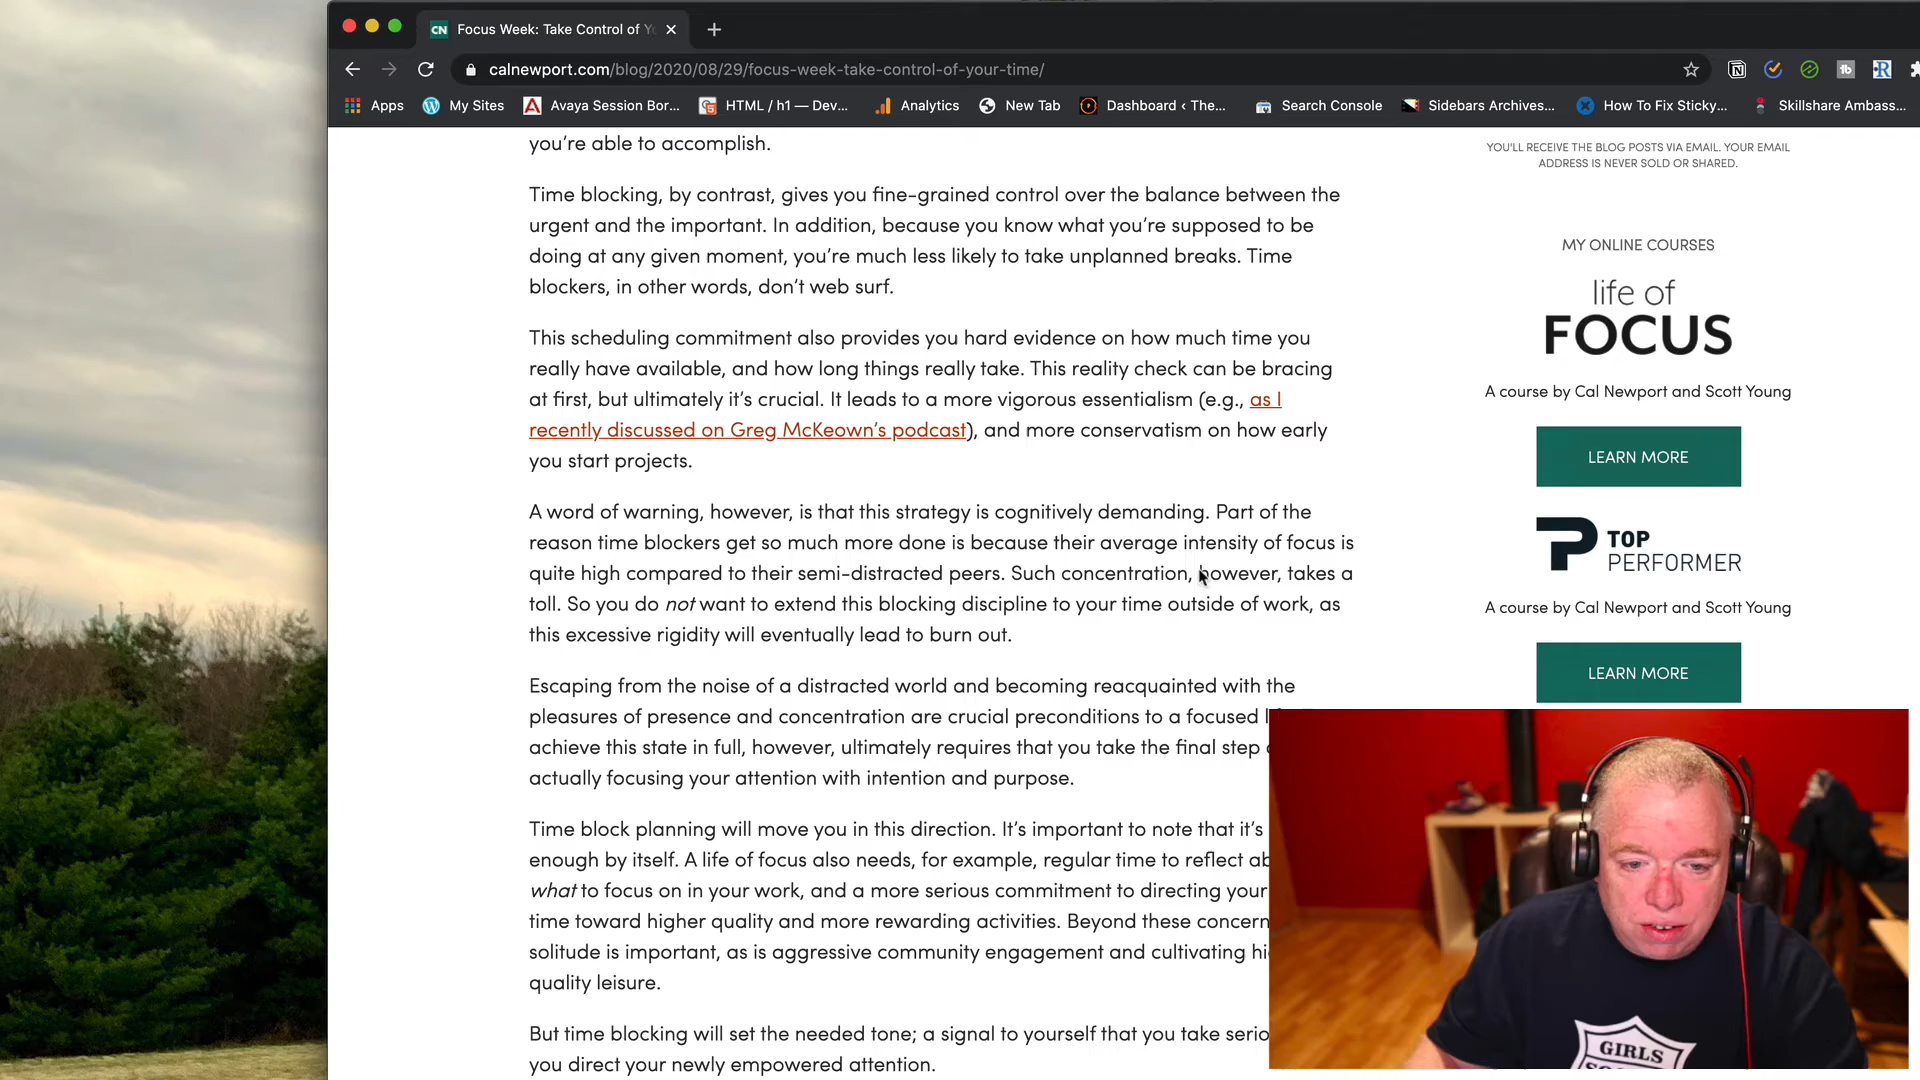 CN Focus Week: Take Control of Yo
calnewport.com/blog/2020/08/29/focus-week-take-control-of-your-time/
Apps My Sites Avaya Session Bor... HTML / h1 — Dev... Analytics New Tab Dashboard ‹ The... Search Console Sidebars Archives... How To Fix Sticky... Skillshare Ambass...
you’re able to accomplish.
Time blocking, by contrast, gives you fine-grained control over the balance between the
urgent and the important. In addition, because you know what you’re supposed to be
doing at any given moment, you’re much less likely to take unplanned breaks. Time
blockers, in other words, don’t web surf.
This scheduling commitment also provides you hard evidence on how much time you
really have available, and how long things really take. This reality check can be bracing
at first, but ultimately it’s crucial. It leads to a more vigorous essentialism (e.g., as I
recently discussed on Greg McKeown’s podcast), and more conservatism on how early
you start projects.
A word of warning, however, is that this strategy is cognitively demanding. Part of the
reason time blockers get so much more done is because their average intensity of focus is
quite high compared to their semi-distracted peers. Such concentration, however, takes a
toll. So you do not want to extend this blocking discipline to your time outside of work, as
this excessive rigidity will eventually lead to burn out.
Escaping from the noise of a distracted world and becoming reacquainted with the
pleasures of presence and concentration are crucial preconditions to a focused
achieve this state in full, however, ultimately requires that you take the final step
actually focusing your attention with intention and purpose.
Time block planning will move you in this direction. It’s important to note that it’s
enough by itself. A life of focus also needs, for example, regular time to reflect
what to focus on in your work, and a more serious commitment to directing your
time toward higher quality and more rewarding activities. Beyond these concern
solitude is important, as is aggressive community engagement and cultivating
quality leisure.
But time blocking will set the needed tone; a signal to yourself that you take
you direct your newly empowered attention.
YOU'LL RECEIVE THE BLOG POSTS VIA EMAIL. YOUR EMAIL
ADDRESS IS NEVER SOLD OR SHARED.
MY ONLINE COURSES
life of
FOCUS
A course by Cal Newport and Scott Young
LEARN MORE
TOP
PERFORMER
A course by Cal Newport and Scott Young
LEARN MORE
GIRLS